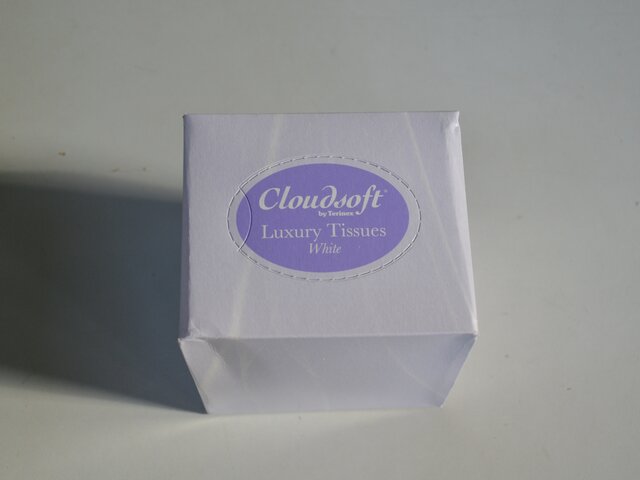 Cloudsoft®
by Terinex
Luxury Tissues
White